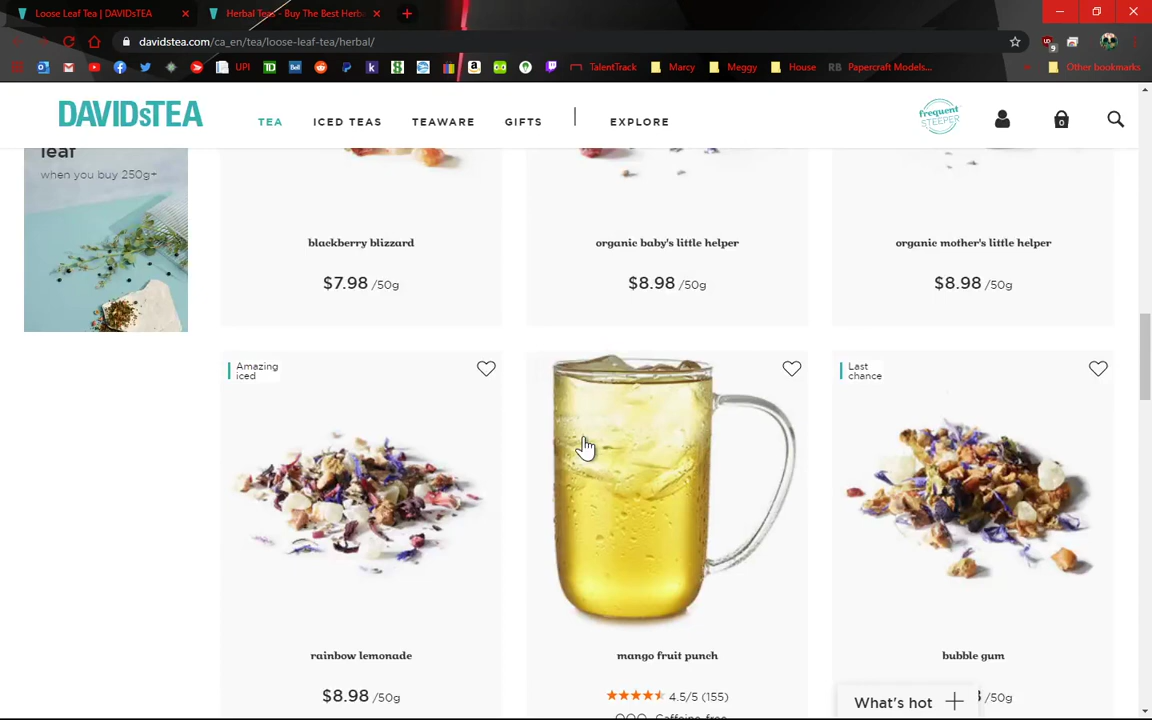 Loose Leaf Tea | DAVIDsTEA
Herbal Teas - Buy The Best Herb
davidstea.com/ca_en/tea/loose-leaf-tea/herbal/
UPI
TalentTrack
Marcy
Meggy
House
Papercraft Models...
Other bookmarks
DAVIDsTEA
TEA
ICED TEAS
TEAWARE
GIFTS
EXPLORE
frequent
STEEPER
0
leaf
when you buy 250g+
blackberry blizzard
$7.98 /50g
organic baby's little helper
$8.98 /50g
organic mother's little helper
$8.98 /50g
Amazing
iced
Last
chance
rainbow lemonade
$8.98 /50g
mango fruit punch
4.5/5 (155)
Caffeine-free
bubble gum
/50g
What's hot